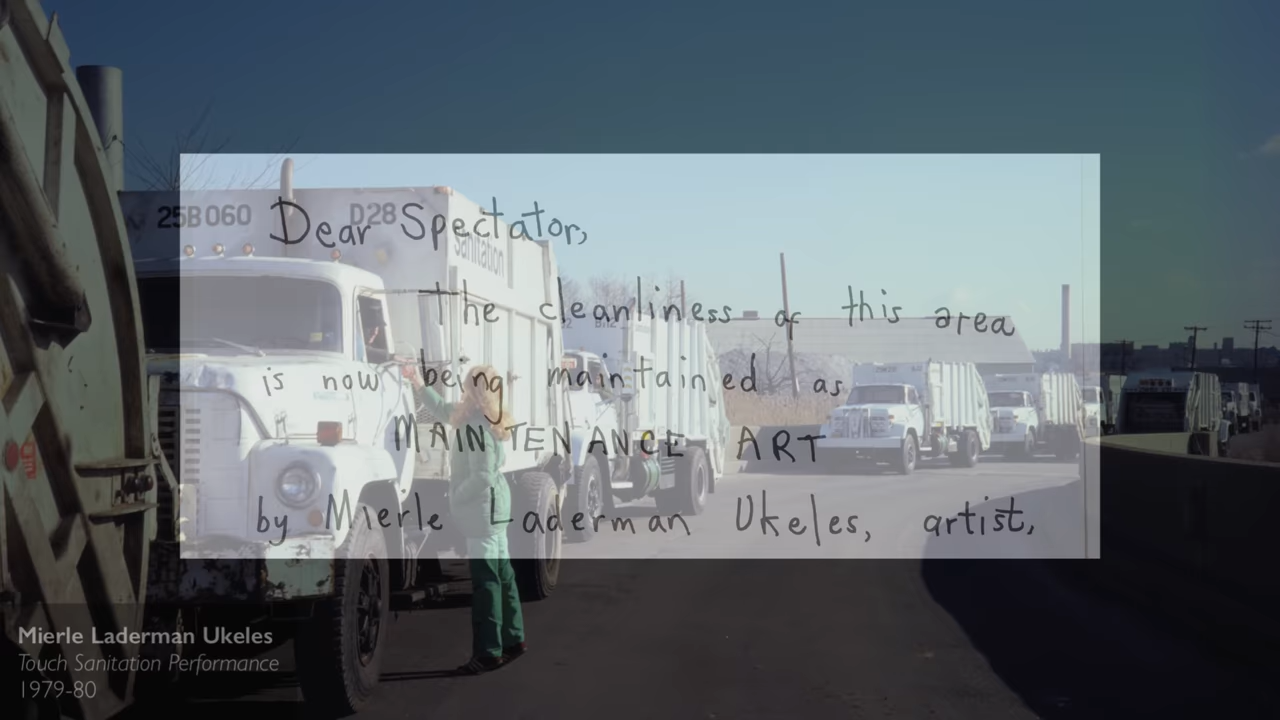 25B060
D28
Sanitation
Dear Spectator,
The cleanliness of this area
is now being maintained as
MAINTENANCE ART
by Mierle Laderman Ukeles, artist,
Mierle Laderman Ukeles
Touch Sanitation Performance
1979-80